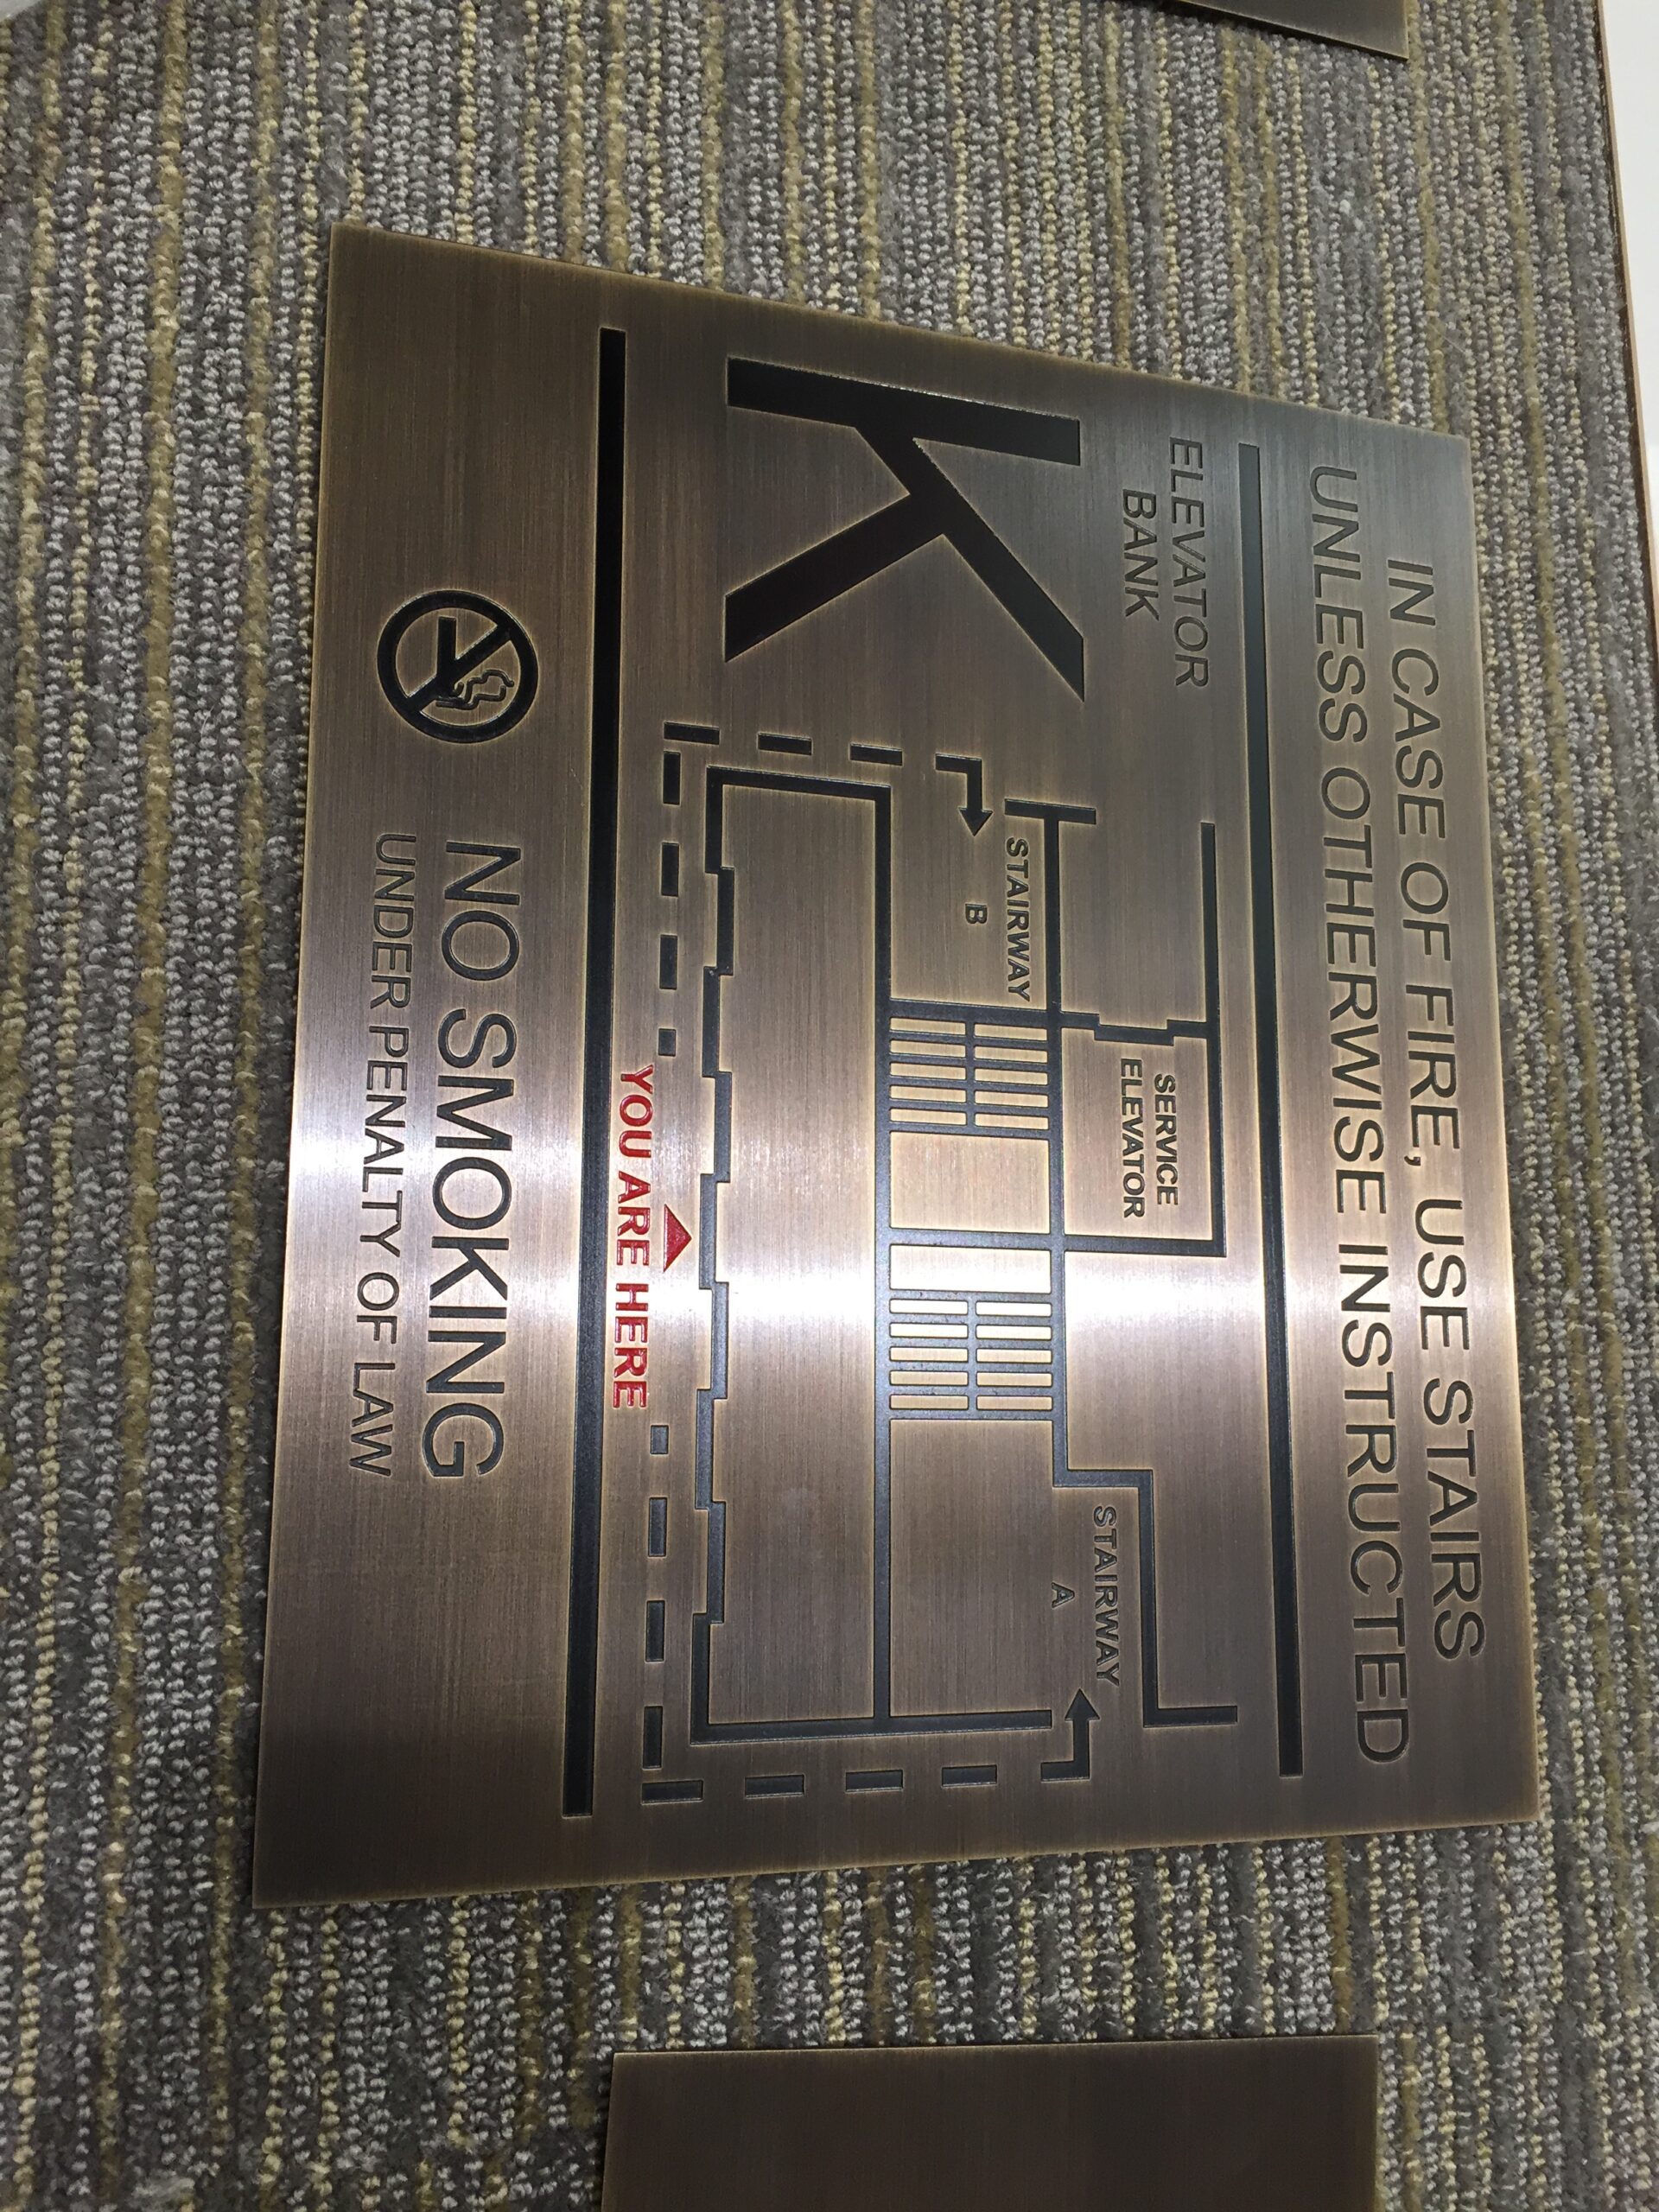 IN CASE OF FIRE, USE STAIRS
UNLESS OTHERWISE INSTRUCTED
ELEVATOR
BANK
K
SERVICE
ELEVATOR
STAIRWAY
B
STAIRWAY
A
YOU ARE HERE
NO SMOKING
UNDER PENALTY OF LAW